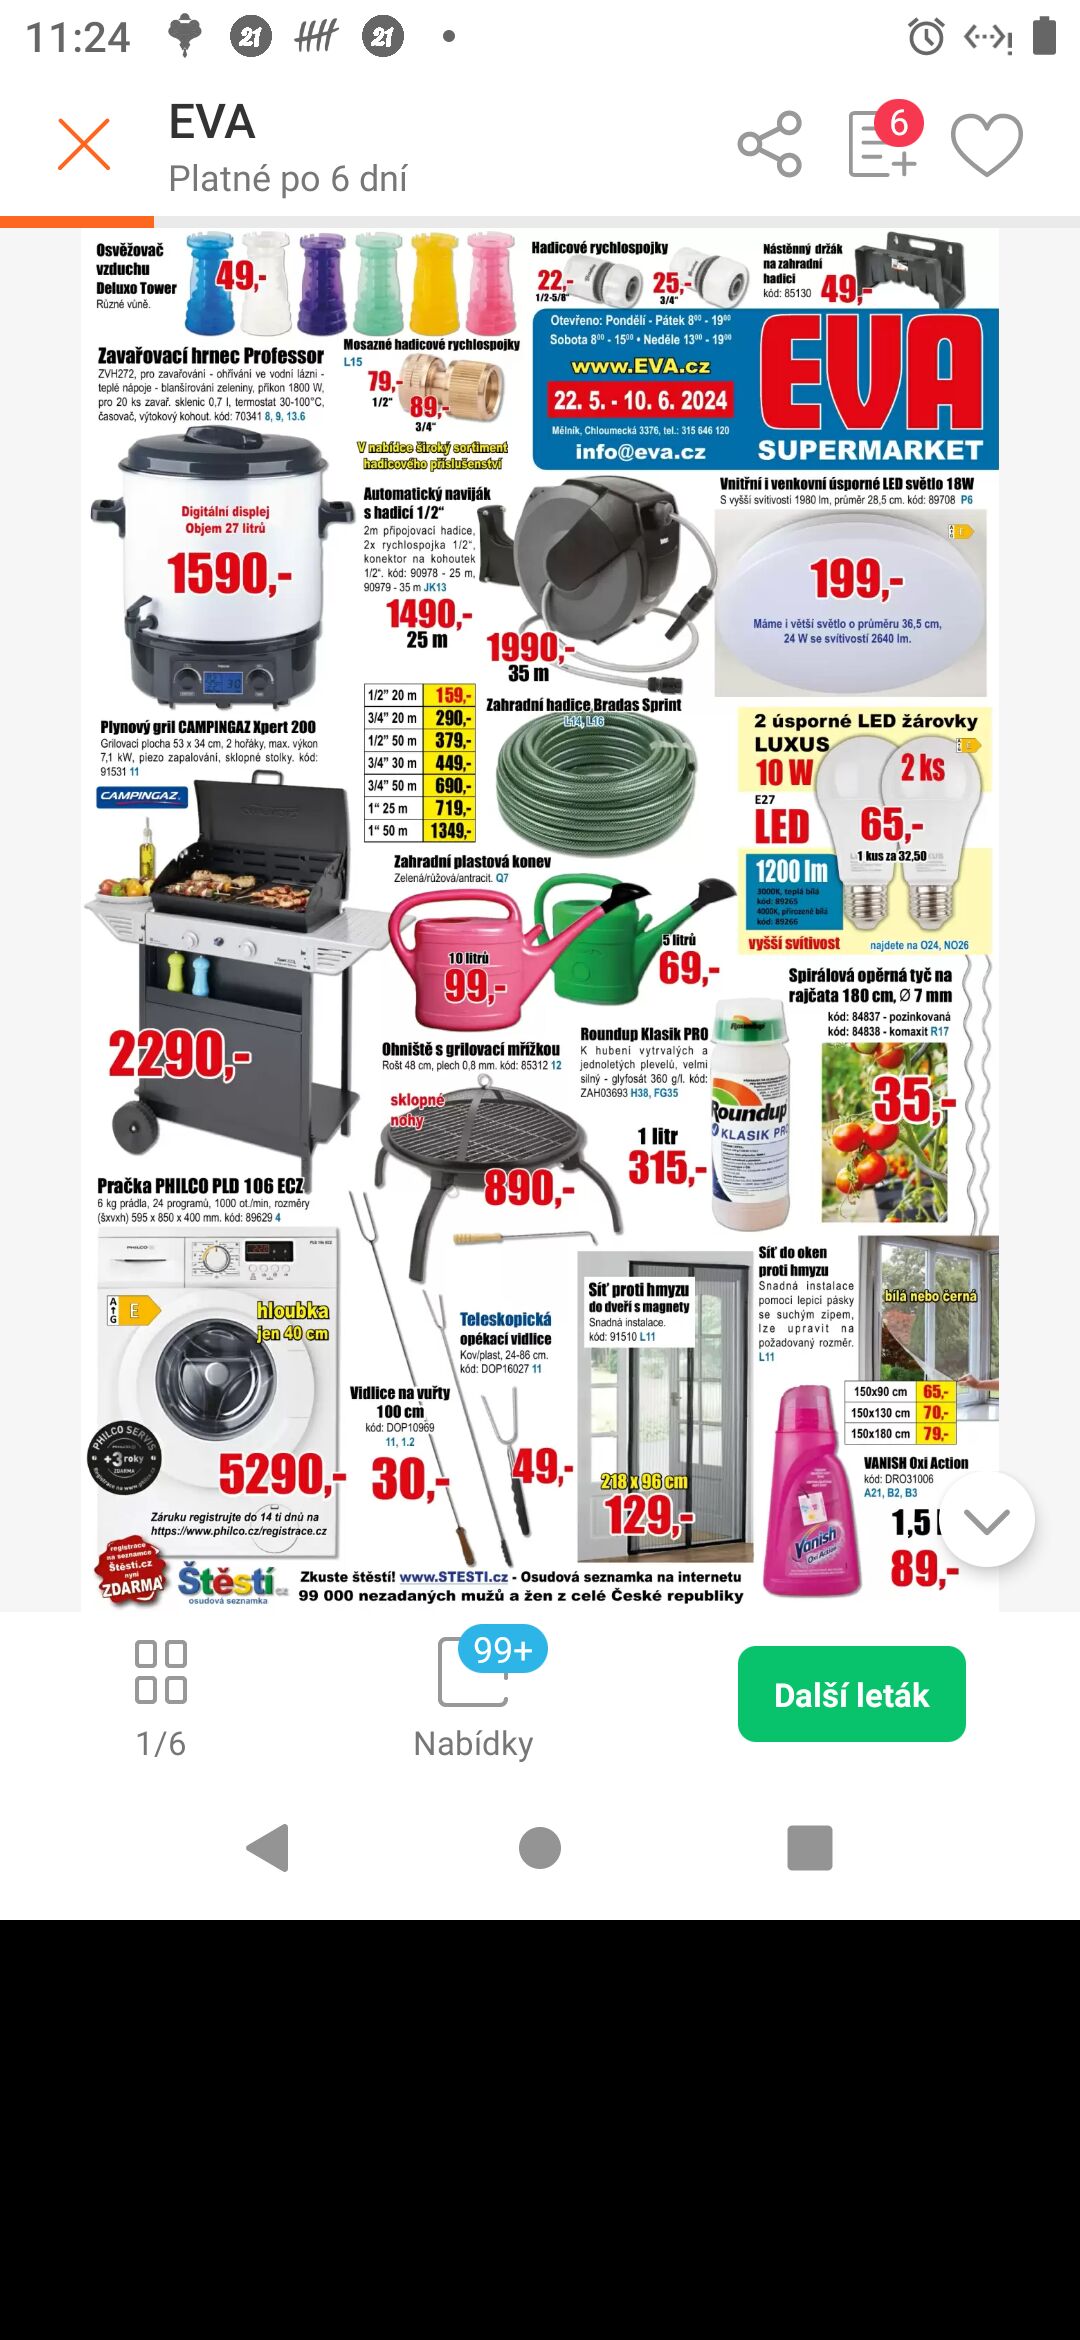 11:24
21
21
EVA
Platné po 6 dní
6
Osvěžovač
vzduchu
Deluxo Tower
Různé vůně.
49,-
Hadicové rychlospojky
22,-
1/2-5/8"
25,-
3/4"
Nástěnný držák
na zahradní
hadici
kód: 85130
49,-
Zavařovací hrnec Professor
ZVH272, pro zavařování - ohřívání ve vodní lázni -
teplé nápoje - blanšírování zeleniny, příkon 1800 W,
pro 20 ks zavař. sklenic 0,7 l, termostat 30-100°C,
časovač, výtokový kohout. kód: 70341 8, 9, 13.6
Digitální displej
Objem 27 litrů
1590,-
Mosazné hadicové rychlospojky
L15
79,-
1/2"
89,-
3/4"
V nabídce široký sortiment
hadicového příslušenství
Otevřeno: Pondělí - Pátek 8⁰⁰ - 19⁰⁰
Sobota 8⁰⁰ - 15⁰⁰ • Neděle 13⁰⁰ - 19⁰⁰
www.EVA.cz
22. 5. - 10. 6. 2024
Mělník, Chloumecká 3376, tel.: 315 646 120
info@eva.cz
EVA
SUPERMARKET
Automatický naviják
s hadicí 1/2"
2m připojovací hadice,
2x rychlospojka 1/2",
konektor na kohoutek
1/2". kód: 90978 - 25 m,
90979 - 35 m JK13
1490,-
25 m
1990,-
35 m
Vnitřní i venkovní úsporné LED světlo 18W
S vyšší svítivostí 1980 lm, průměr 28,5 cm. kód: 89708 P6
199,-
Máme i větší světlo o průměru 36,5 cm,
24 W se svítivostí 2640 lm.
Plynový gril CAMPINGAZ Xpert 200
Grilovací plocha 53 x 34 cm, 2 hořáky, max. výkon
7,1 kW, piezo zapalování, sklopné stolky. kód:
91531 11
CAMPINGAZ.
2290,-
1/2" 20 m 159,-
3/4" 20 m 290,-
1/2" 50 m 379,-
3/4" 30 m 449,-
3/4" 50 m 690,-
1" 25 m 719,-
1" 50 m 1349,-
Zahradní hadice Bradas Sprint
L14, L16
2 úsporné LED žárovky
LUXUS
10 W
2 ks
E27
LED
65,-
1 kus za 32,50
1200 lm
3000K, teplá bílá
kód: 89265
4000K, přirozeně bílá
kód: 89266
vyšší svítivost
najdete na O24, NO26
Zahradní plastová konev
Zelená/růžová/antracit. Q7
10 litrů
99,-
5 litrů
69,-
Spirálová opěrná tyč na
rajčata 180 cm, Ø 7 mm
kód: 84837 - pozinkovaná
kód: 84838 - komaxit R17
35,-
Ohniště s grilovací mřížkou
Rošt 48 cm, plech 0,8 mm. kód: 85312 12
sklopné
nohy
890,-
Roundup Klasik PRO
K hubení vytrvalých a
jednoletých plevelů, velmi
silný - glyfosát 360 g/l. kód:
ZAH03693 H38, FG35
1 litr
315,-
Roundup
KLASIK PRO
Pračka PHILCO PLD 106 ECZ
6 kg prádla, 24 programů, 1000 ot./min, rozměry
(šxvxh) 595 x 850 x 400 mm. kód: 89629 4
PHILCO
A
G
E
hloubka
jen 40 cm
PHILCO SERVIS
+3 roky
ZDARMA
5290,-
Záruku registrujte do 14 ti dnů na
https://www.philco.cz/registrace.cz
Teleskopická
opékací vidlice
Kov/plast, 24-86 cm.
kód: DOP16027 11
49,-
Vidlice na vuřty
100 cm
kód: DOP10969
11, 1.2
30,-
Síť proti hmyzu
do dveří s magnety
Snadná instalace.
kód: 91510 L11
218 x 96 cm
129,-
Síť do oken
proti hmyzu
Snadná instalace
pomocí lepicí pásky
se suchým zipem,
lze upravit na
požadovaný rozměr.
L11
bílá nebo černá
150x90 cm 65,-
150x130 cm 70,-
150x180 cm 79,-
VANISH Oxi Action
kód: DRO31006
A21, B2, B3
1,5 l
89,-
Vanish
Oxi Action
registrace
na seznamce
Štěstí.cz
nyní
ZDARMA
Štěstí.cz
osudová seznamka
Zkuste štěstí! www.STESTI.cz - Osudová seznamka na internetu
99 000 nezadaných mužů a žen z celé České republiky
1/6
99+
Nabídky
Další leták